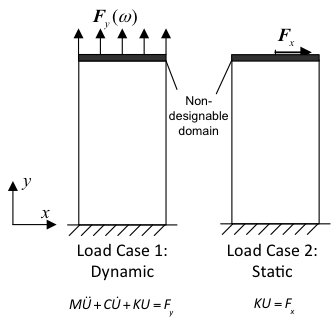 F_y(ω)
F_x
Non-
designable
domain
y
x
Load Case 1:
Dynamic
Load Case 2:
Static
MÜ + CU̇ + KU = F_y
KU = F_x